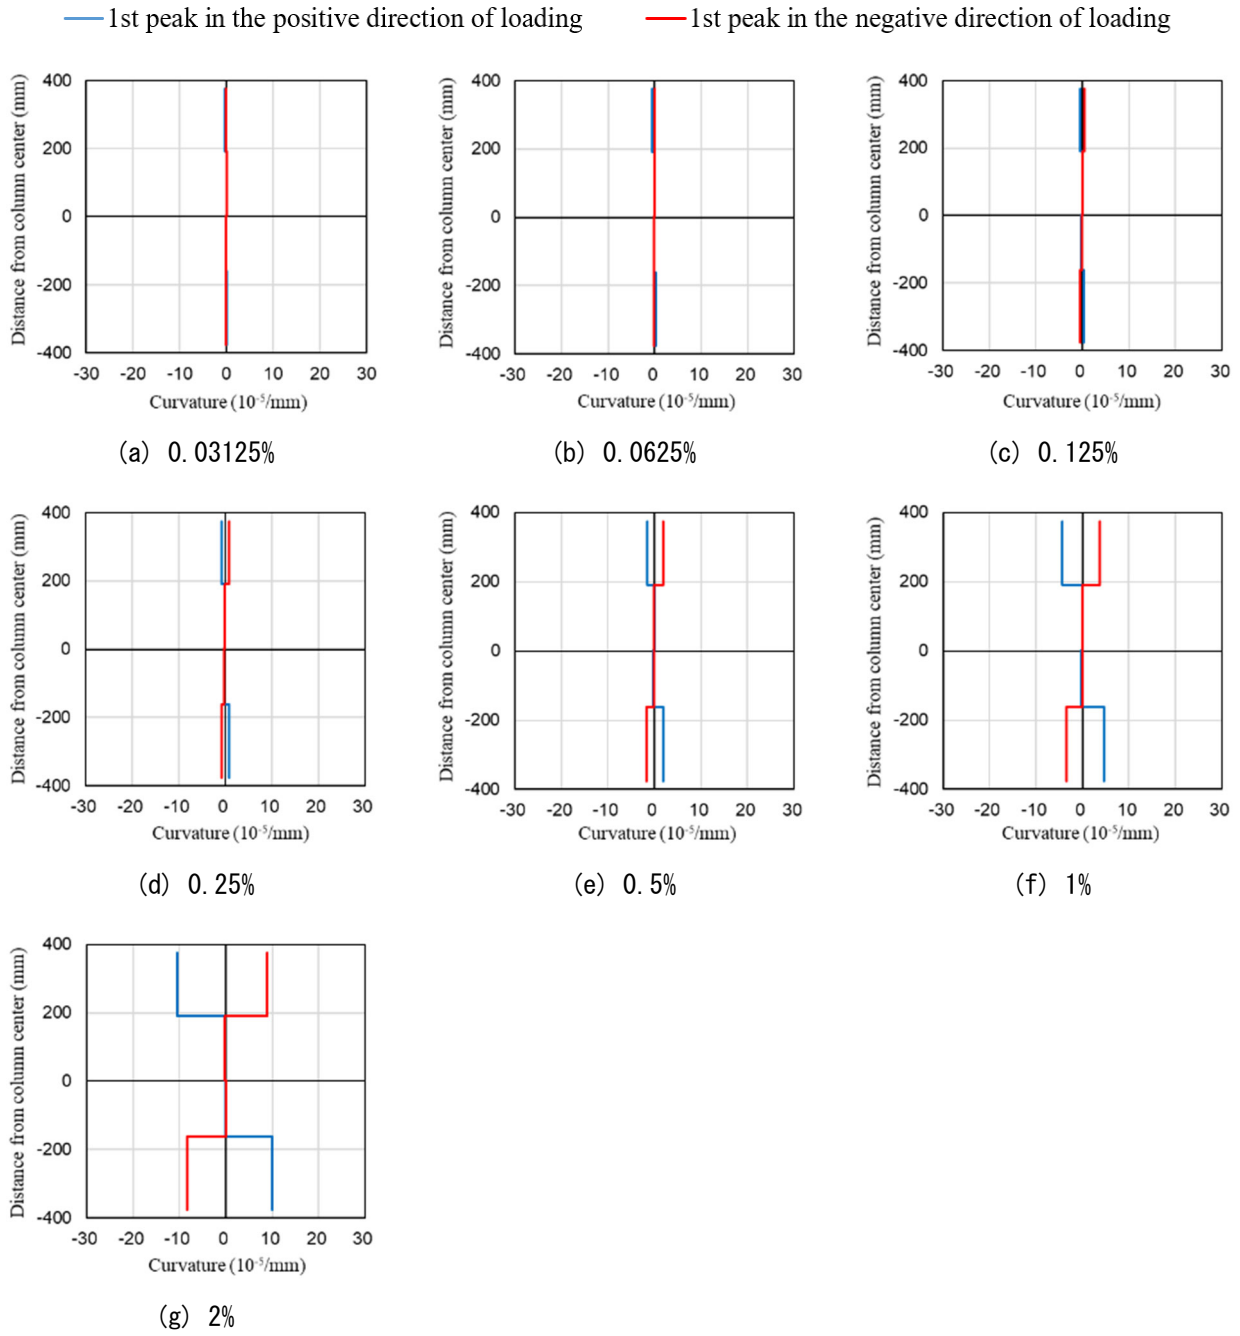 1st peak in the positive direction of loading 1st peak in the negative direction of loading
Distance from column center (mm)
400
200
0
-200
-400
-30 -20 -10 0 10 20 30
Curvature (10⁻⁵/mm)
(a) 0.03125%
Distance from column center (mm)
400
200
0
-200
-400
-30 -20 -10 0 10 20 30
Curvature (10⁻⁵/mm)
(b) 0.0625%
Distance from column center (mm)
400
200
0
-200
-400
-30 -20 -10 0 10 20 30
Curvature (10⁻⁵/mm)
(c) 0.125%
Distance from column center (mm)
400
200
0
-200
-400
-30 -20 -10 0 10 20 30
Curvature (10⁻⁵/mm)
(d) 0.25%
Distance from column center (mm)
400
200
0
-200
-400
-30 -20 -10 0 10 20 30
Curvature (10⁻⁵/mm)
(e) 0.5%
Distance from column center (mm)
400
200
0
-200
-400
-30 -20 -10 0 10 20 30
Curvature (10⁻⁵/mm)
(f) 1%
Distance from column center (mm)
400
200
0
-200
-400
-30 -20 -10 0 10 20 30
Curvature (10⁻⁵/mm)
(g) 2%